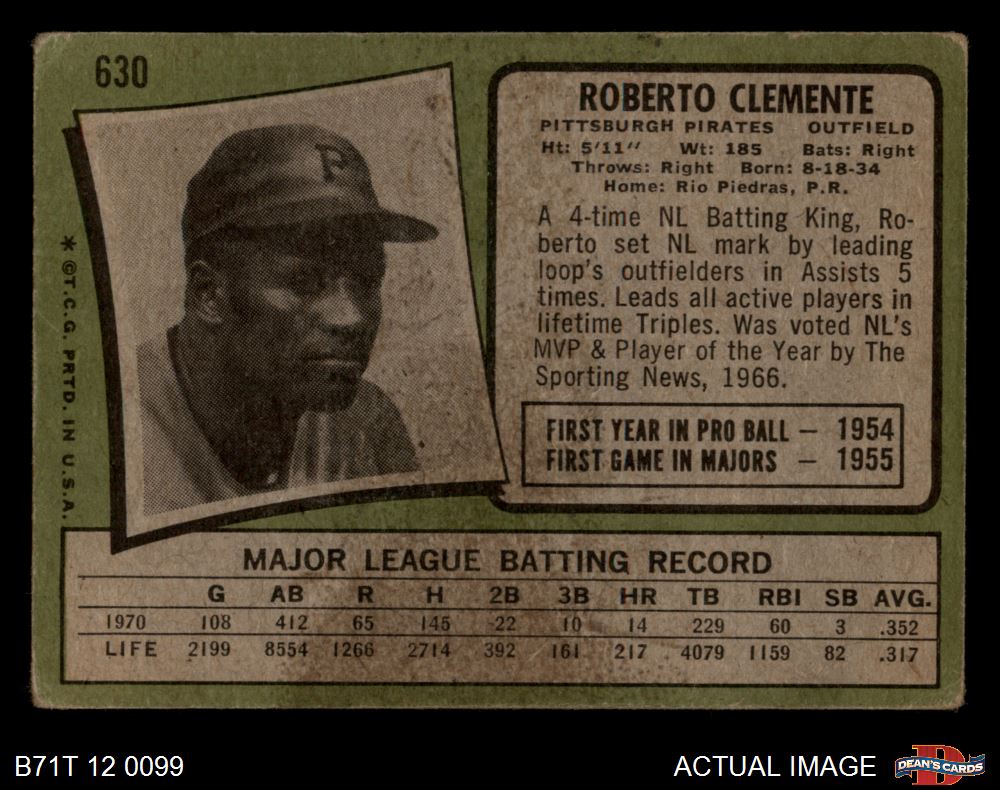 630
ROBERTO CLEMENTE
PITTSBURGH PIRATES OUTFIELD
Ht: 5'11" Wt: 185 Bats: Right
Throws: Right Born: 8-18-34
Home: Rio Piedras, P.R.
A 4-time NL Batting King, Ro-
berto set NL mark by leading
loop's outfielders in Assists 5
times. Leads all active players in
lifetime Triples. Was voted NL's
MVP & Player of the Year by The
Sporting News, 1966.
FIRST YEAR IN PRO BALL — 1954
FIRST GAME IN MAJORS — 1955
* ©T.C.G. PRTD. IN U.S.A.
P
MAJOR LEAGUE BATTING RECORD
G AB R H 2B 3B HR TB RBI SB AVG.
1970 108 412 65 145 22 10 14 229 60 3 .352
LIFE 2199 8554 1266 2714 392 161 217 4079 1159 82 .317
B71T 12 0099
ACTUAL IMAGE
D
DEAN'S CARDS